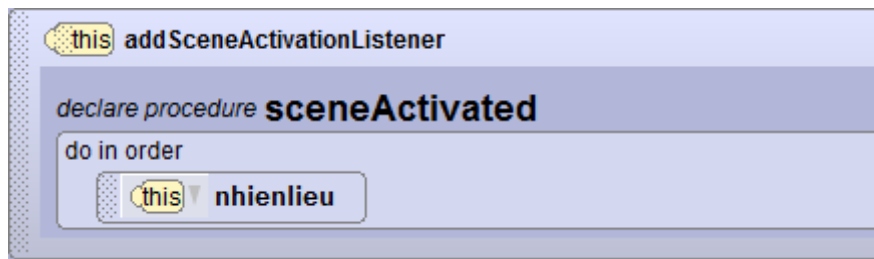 this addSceneActivationListener
declare procedure sceneActivated
do in order
this nhienlieu